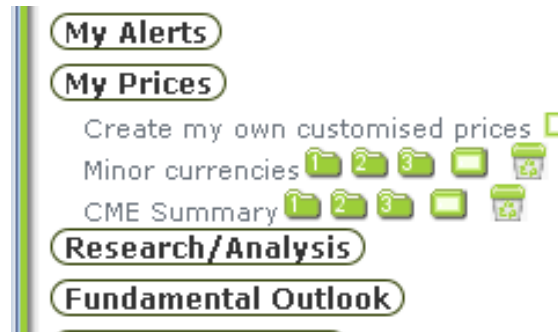 My Alerts
My Prices
Create my own customised prices
Minor currencies 1 2 3
CME Summary 1 2 3
Research/Analysis
Fundamental Outlook